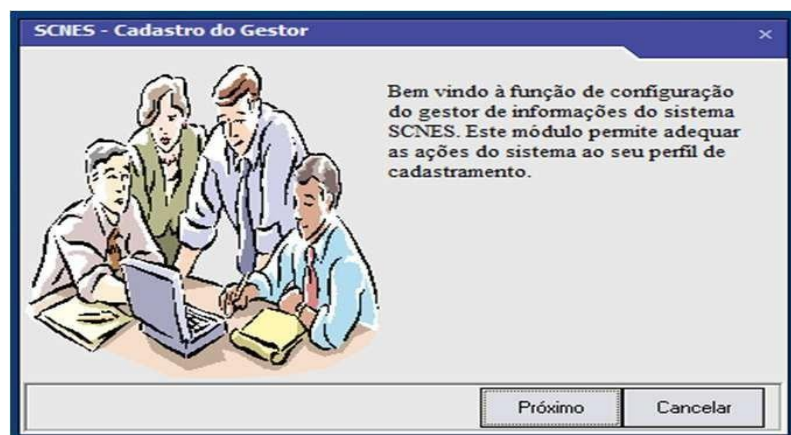 SCNES - Cadastro do Gestor
Bem vindo à função de configuração
do gestor de informações do sistema
SCNES. Este módulo permite adequar
as ações do sistema ao seu perfil de
cadastramento.
Próximo
Cancelar